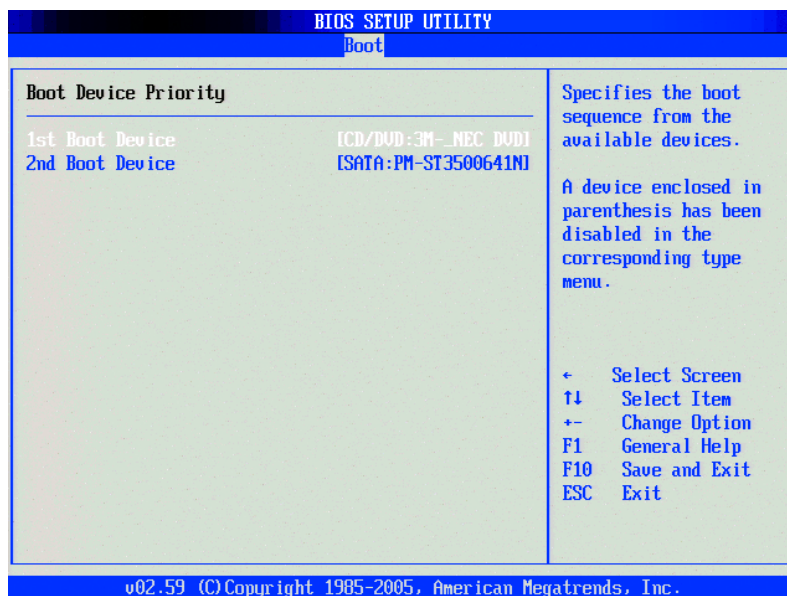 BIOS SETUP UTILITY
Boot
Boot Device Priority
1st Boot Device [CD/DVD:3M-_NEC DVD]
2nd Boot Device [SATA:PM-ST3500641N]
Specifies the boot
sequence from the
available devices.
A device enclosed in
parenthesis has been
disabled in the
corresponding type
menu.
← Select Screen
↑↓ Select Item
+- Change Option
F1 General Help
F10 Save and Exit
ESC Exit
v02.59 (C)Copyright 1985-2005, American Megatrends, Inc.